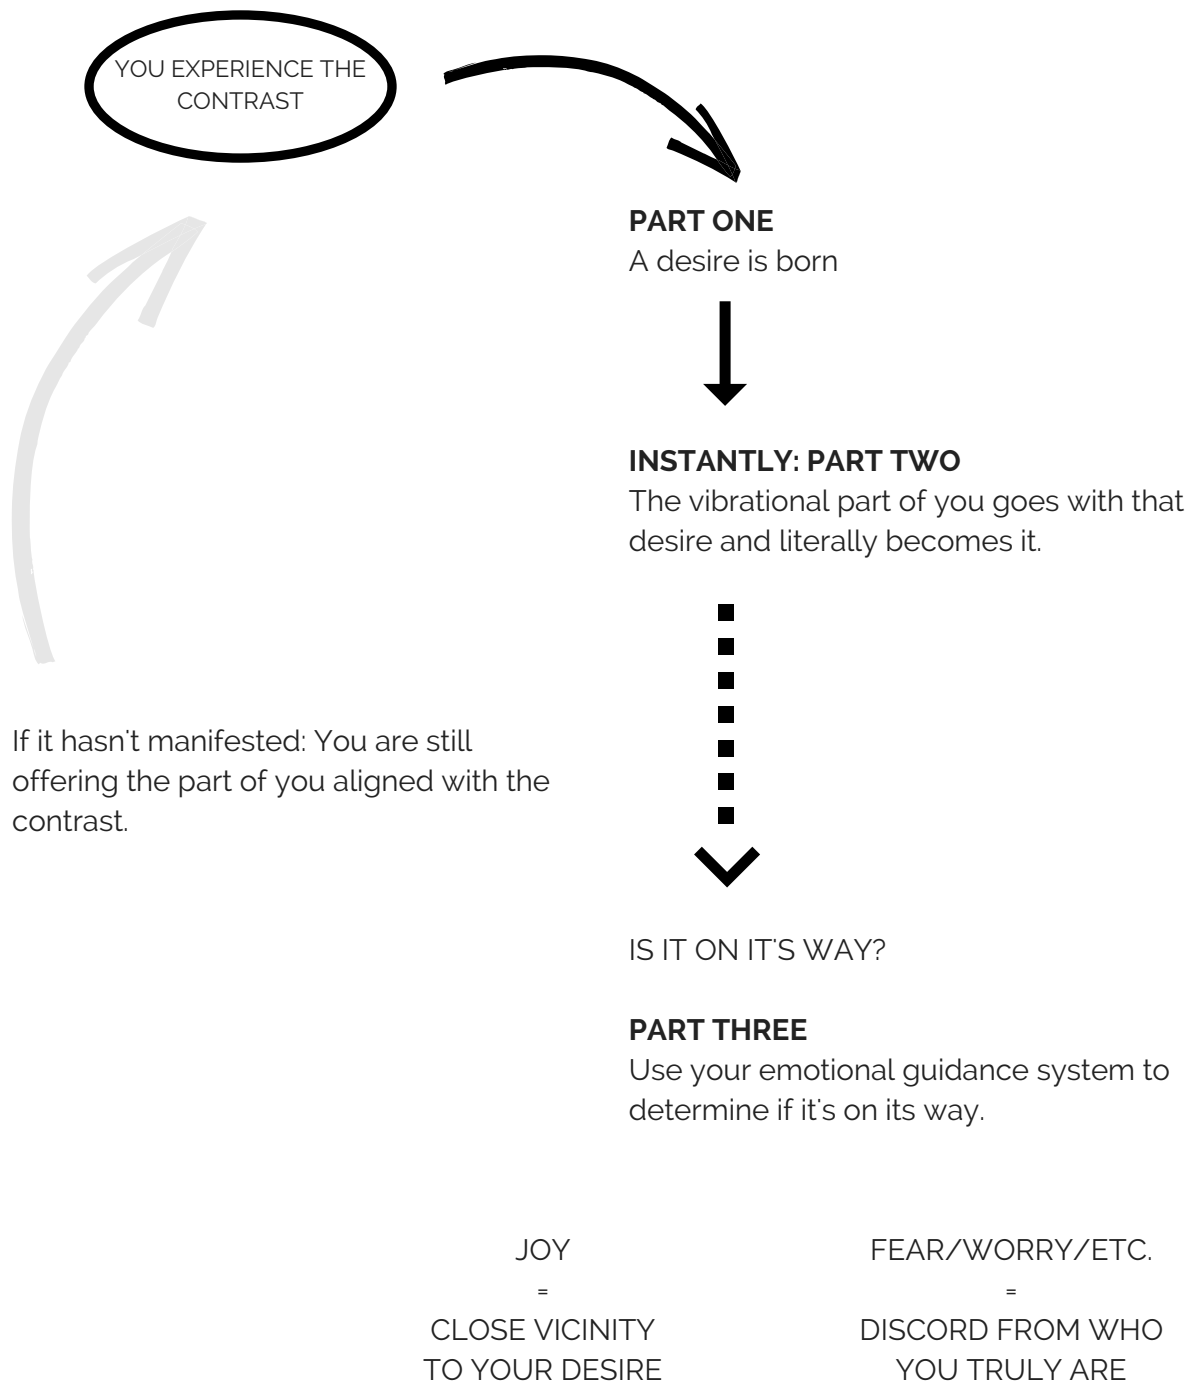 YOU EXPERIENCE THE
CONTRAST
PART ONE
A desire is born
INSTANTLY: PART TWO
The vibrational part of you goes with that
desire and literally becomes it.
If it hasn't manifested: You are still
offering the part of you aligned with the
contrast.
IS IT ON IT'S WAY?
PART THREE
Use your emotional guidance system to
determine if it's on its way.
JOY
=
CLOSE VICINITY
TO YOUR DESIRE
FEAR/WORRY/ETC.
=
DISCORD FROM WHO
YOU TRULY ARE